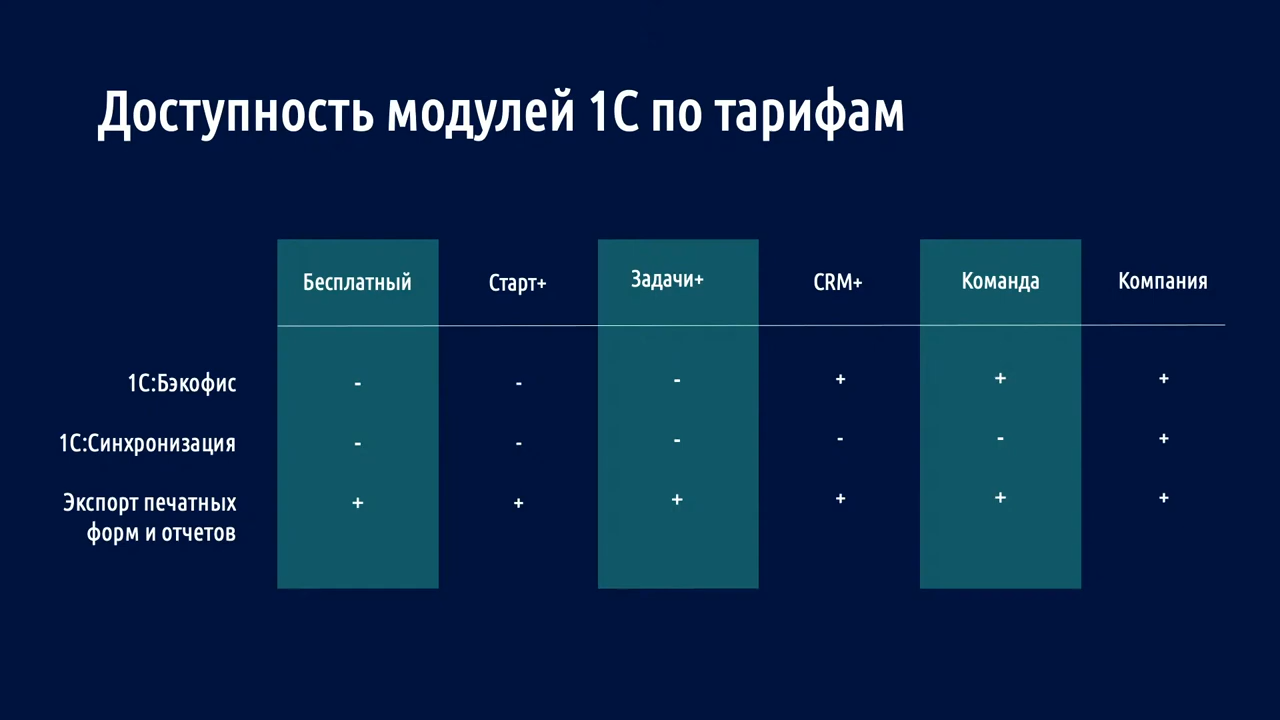 Доступность модулей 1С по тарифам
Бесплатный Старт+ Задачи+ CRM+ Команда Компания
1С:Бэкофис - - - + + +
1С:Синхронизация - - - - - +
Экспорт печатных + + + + + +
форм и отчетов